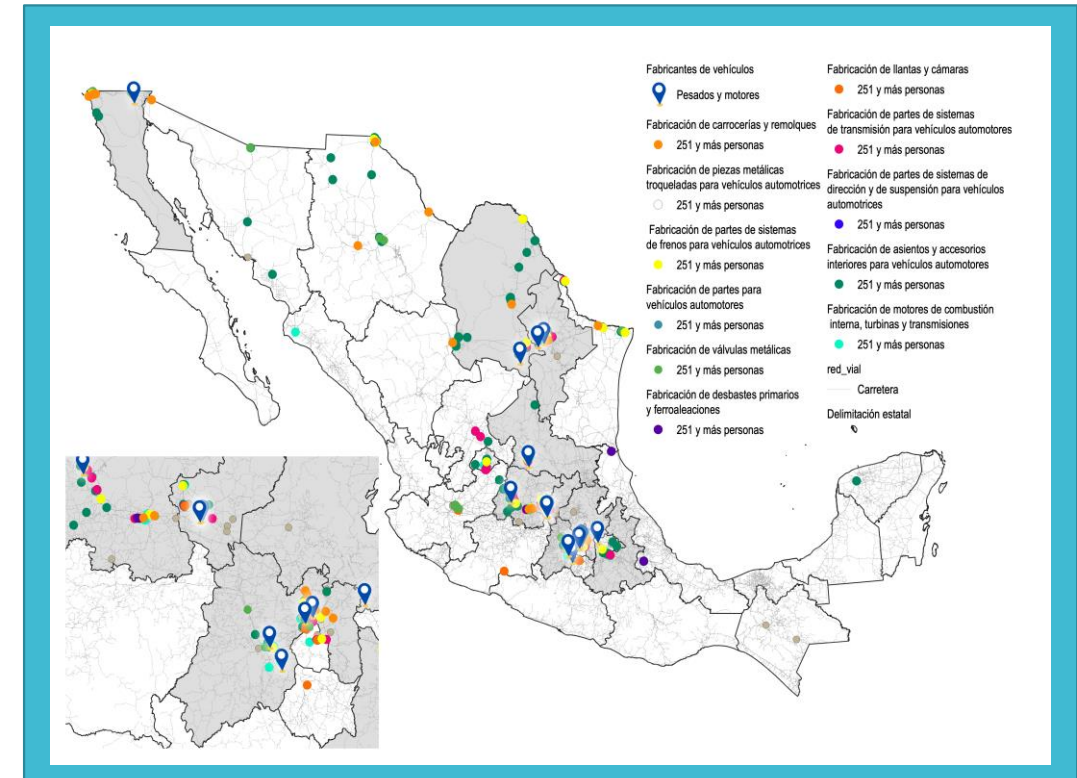 Fabricantes de vehículos
Pesados y motores
Fabricación de carrocerías y remolques
251 y más personas
Fabricación de piezas metálicas
troqueladas para vehículos automotrices
251 y más personas
Fabricación de partes de sistemas
de frenos para vehículos automotrices
251 y más personas
Fabricación de partes para
vehículos automotores
251 y más personas
Fabricación de válvulas metálicas
251 y más personas
Fabricación de desbastes primarios
y ferroaleaciones
251 y más personas
Fabricación de llantas y cámaras
251 y más personas
Fabricación de partes de sistemas
de transmisión para vehículos automotores
251 y más personas
Fabricación de partes de sistemas de
dirección y de suspensión para vehículos
automotrices
251 y más personas
Fabricación de asientos y accesorios
interiores para vehículos automotores
251 y más personas
Fabricación de motores de combustión
interna, turbinas y transmisiones
251 y más personas
red_vial
Carretera
Delimitación estatal